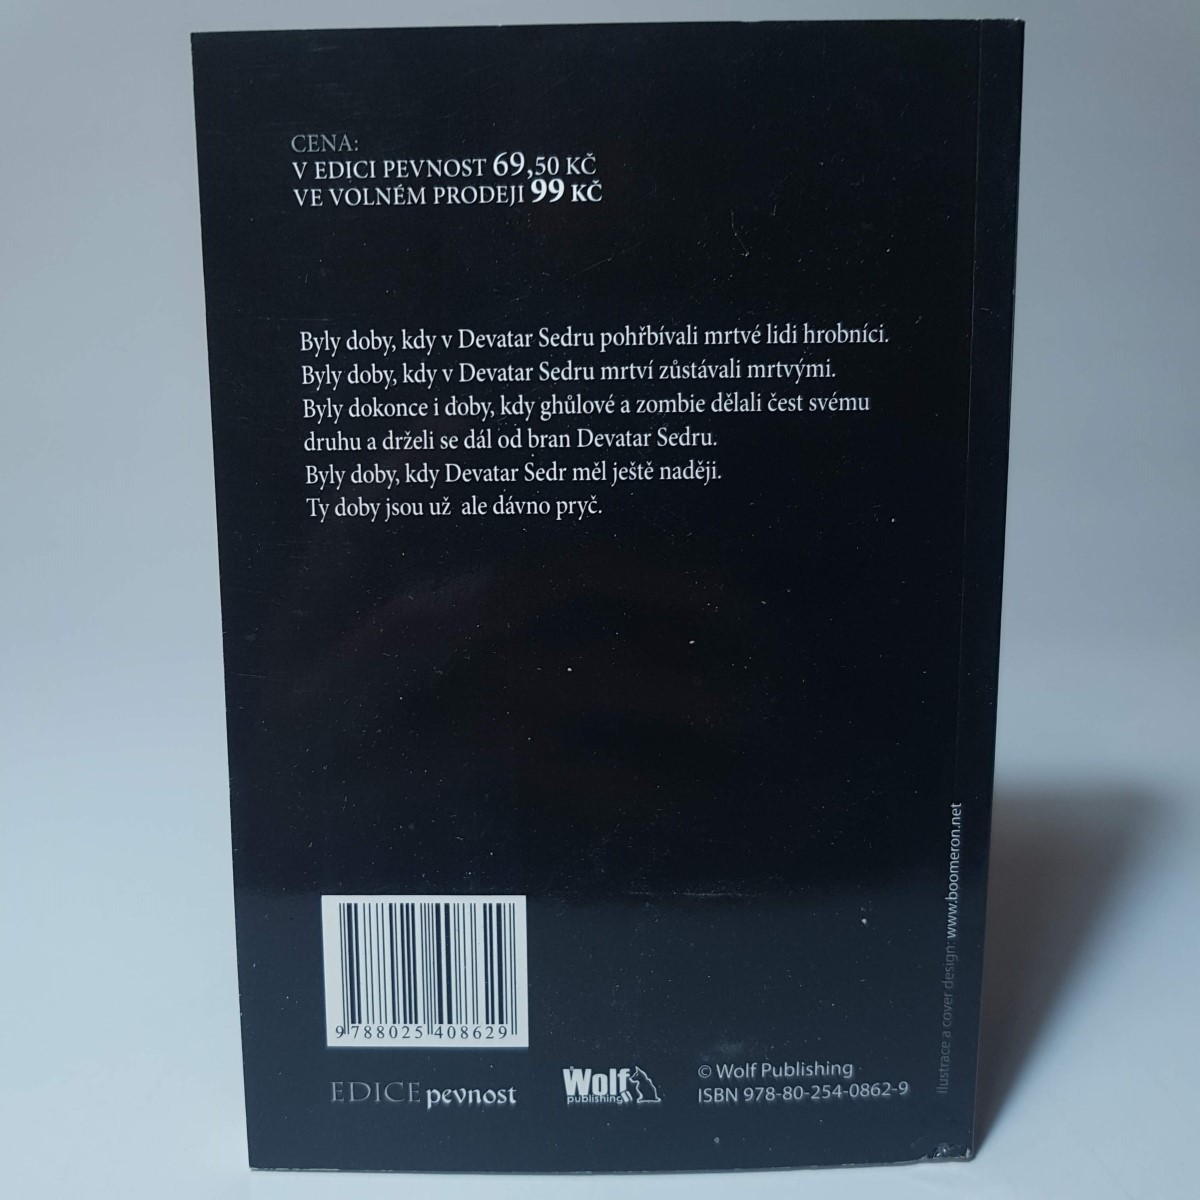 CENA:
V EDICI PEVNOST 69,50 KČ
VE VOLNÉM PRODEJI 99 KČ
Byly doby, kdy v Devatar Sedru pohřbívali mrtvé lidi hrobníci.
Byly doby, kdy v Devatar Sedru mrtví zůstávali mrtvými.
Byly dokonce i doby, kdy ghůlové a zombie dělali čest svému
druhu a drželi se dál od bran Devatar Sedru.
Byly doby, kdy Devatar Sedr měl ještě naději.
Ty doby jsou už ale dávno pryč.
9 788025 408629
EDICE pevnost
Wolf
publishing
© Wolf Publishing
ISBN 978-80-254-0862-9
Ilustrace a cover design: www.boomeron.net